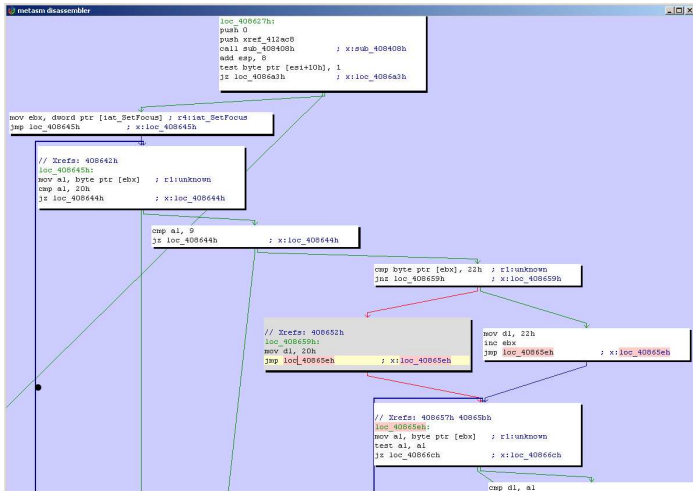 metasm disassembler
loc_408627h:
push 0
push xref_412ac8
call sub_408408h ; x:sub_408408h
add esp, 8
test byte ptr [esi+10h], 1
jz loc_4086a3h ; x:loc_4086a3h
mov ebx, dword ptr [iat_SetFocus] ; r4:iat_SetFocus
jmp loc_408645h ; x:loc_408645h
// Xrefs: 408642h
loc_408645h:
mov al, byte ptr [ebx] ; r1:unknown
cmp al, 20h
jz loc_408644h ; x:loc_408644h
cmp al, 9
jz loc_408644h ; x:loc_408644h
cmp byte ptr [ebx], 22h ; r1:unknown
jnz loc_408659h ; x:loc_408659h
// Xrefs: 408652h
loc_408659h:
mov dl, 20h
jmp loc_40865eh ; x:loc_40865eh
mov dl, 22h
inc ebx
jmp loc_40865eh ; x:loc_40865eh
// Xrefs: 408657h 40865bh
loc_40865eh:
mov al, byte ptr [ebx] ; r1:unknown
test al, al
jz loc_40866ch ; x:loc_40866ch
cmp dl, al